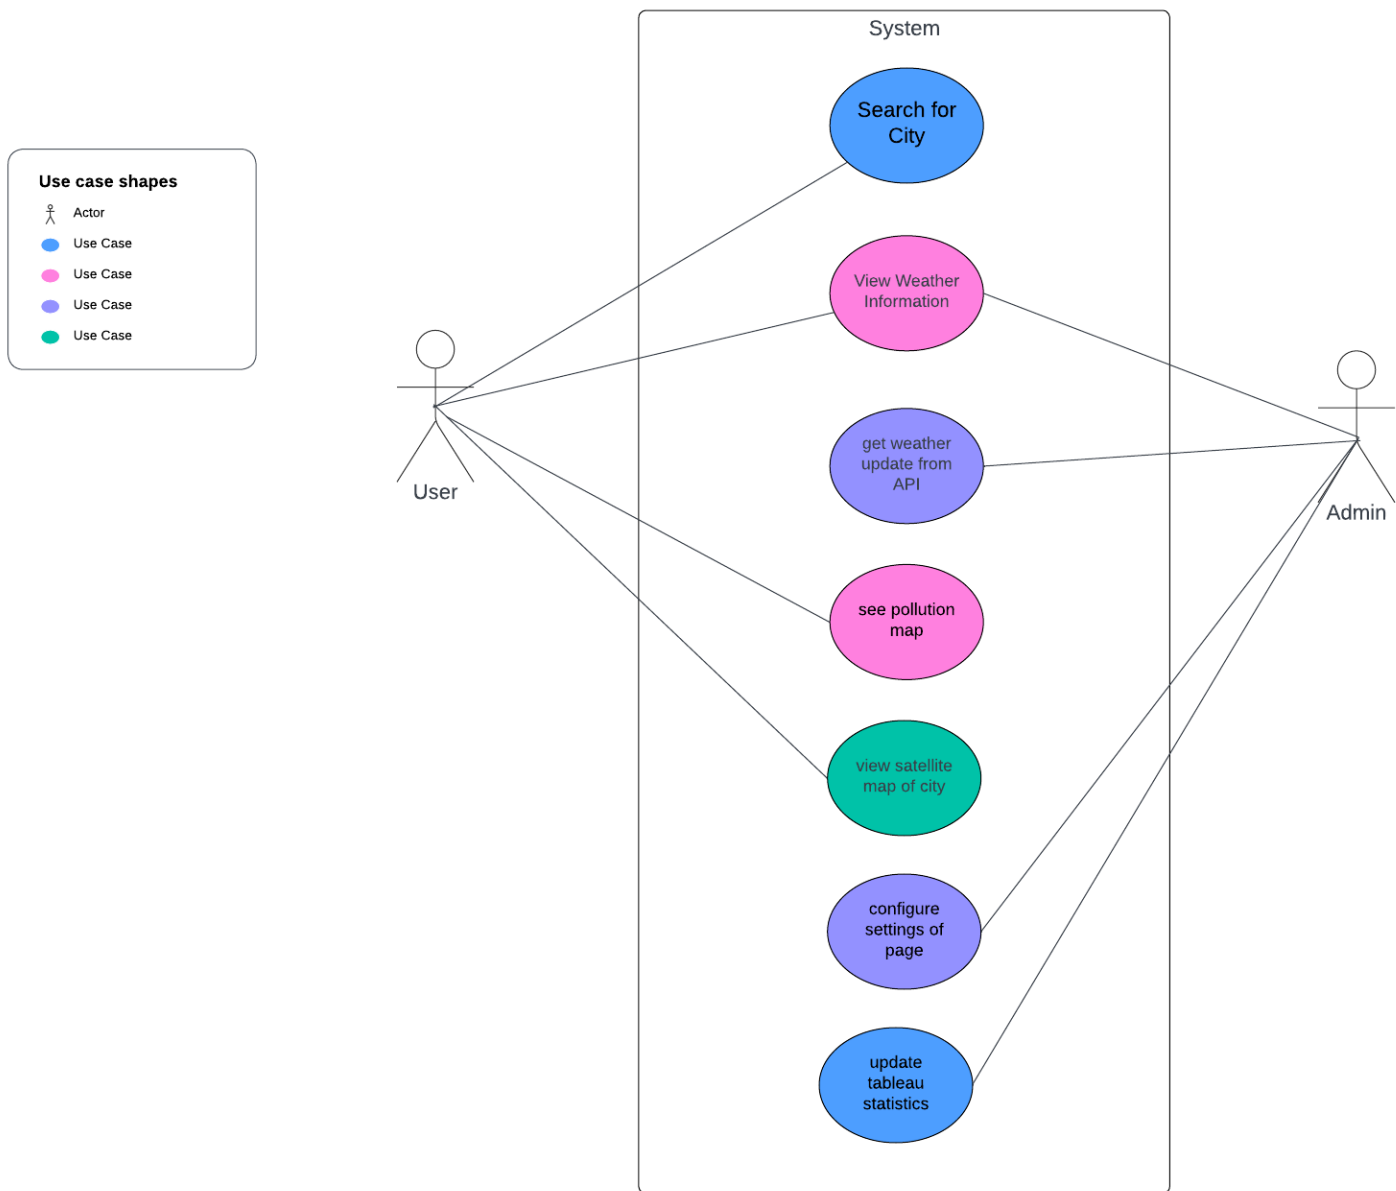 System
Search for
City
Use case shapes
Actor
Use Case
Use Case
Use Case
Use Case
View Weather
Information
get weather
update from
API
User
Admin
see pollution
map
view satellite
map of city
configure
settings of
page
update
tableau
statistics